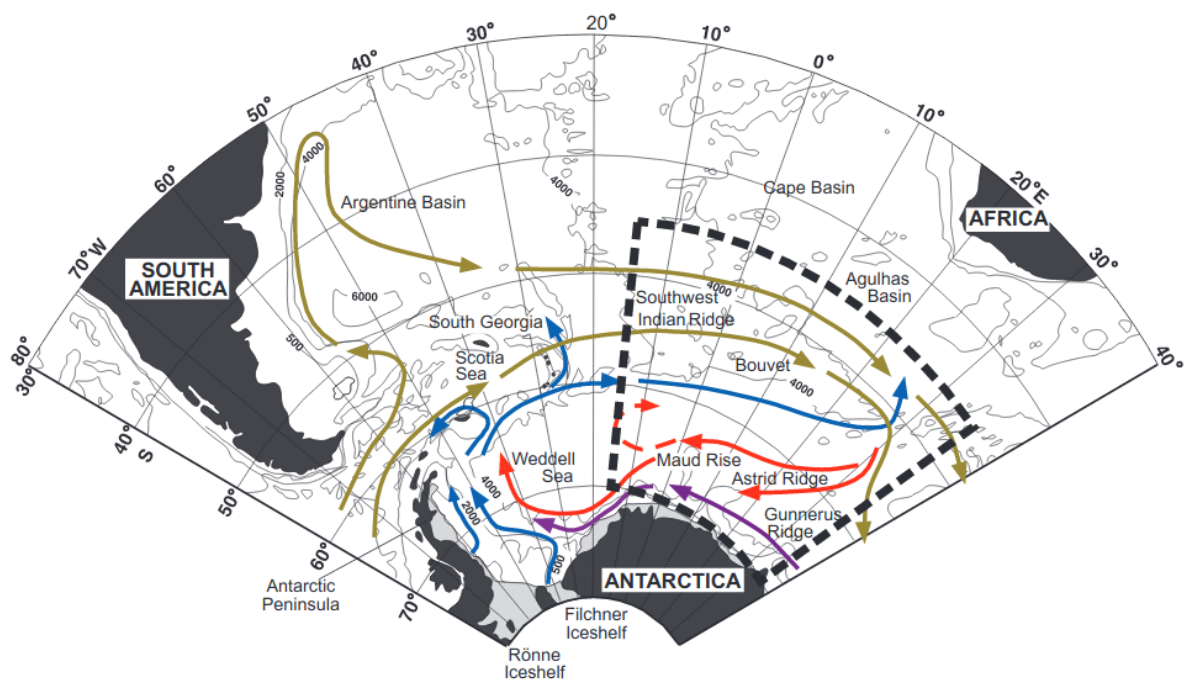 20°
30°
10°
40°
0°
50°
10°
60°
20°E
70°W
30°
80°
40°
30°
40°
S
50°
60°
70°
4000
2000
4000
Argentine Basin
Cape Basin
AFRICA
SOUTH
AMERICA
6000
4000
Agulhas
Basin
Southwest
Indian Ridge
South Georgia
500
Scotia
Sea
Bouvet
4000
Weddell
Sea
Maud Rise
Astrid Ridge
4000
2000
Gunnerus
Ridge
500
ANTARCTICA
Antarctic
Peninsula
Filchner
Iceshelf
Rönne
Iceshelf